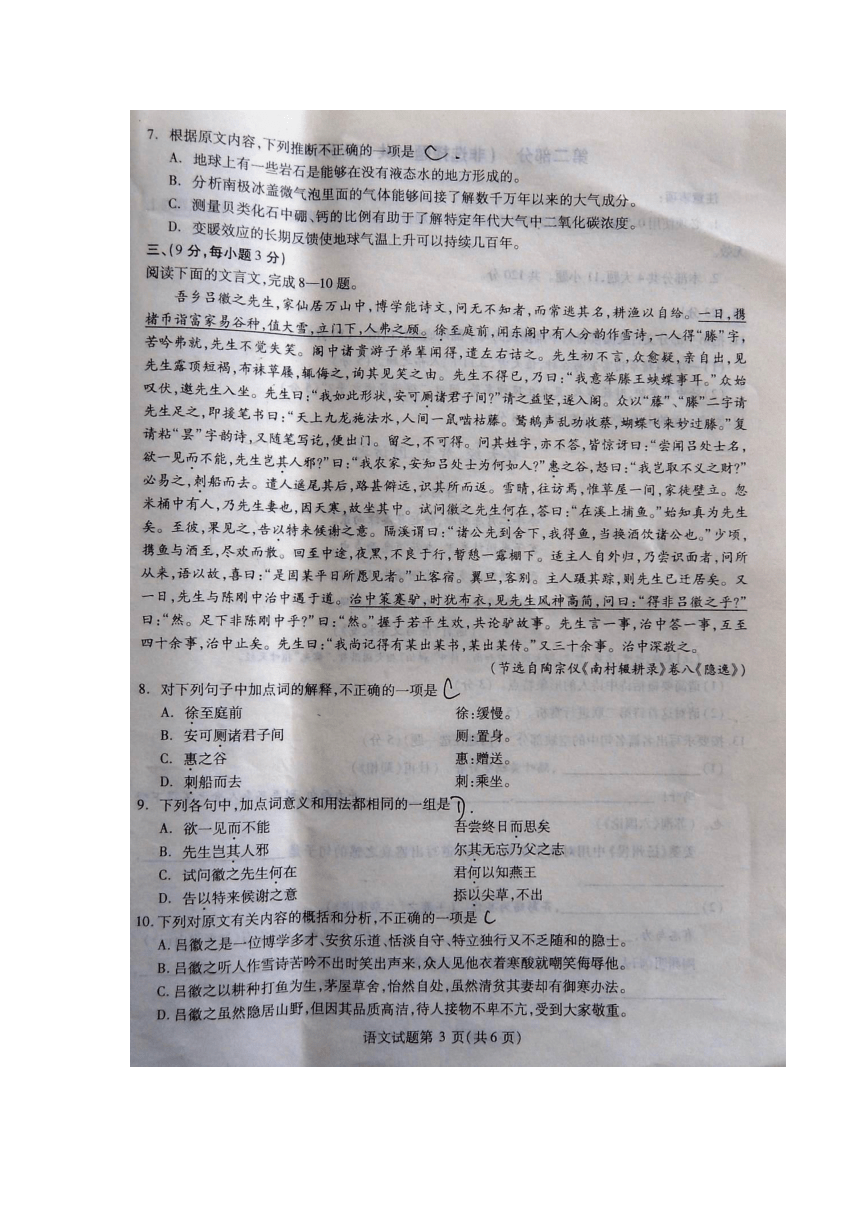 7. 根据原文内容,下列推断不正确的一项是 C .
A. 地球上有一些岩石是能够在没有液态水的地方形成的。
B. 分析南极冰盖微气泡里面的气体能够间接了解数千万年以来的大气成分。
C. 测量贝类化石中硼、钙的比例有助于了解特定年代大气中二氧化碳浓度。
D. 变暖效应的长期反馈使地球气温上升可以持续几百年。
三、(9分,每小题3分)
阅读下面的文言文,完成8—10题。
吾乡吕徽之先生,家仙居万山中,博学能诗文,问无不知者,而常逃其名,耕渔以自给。一日,携
楮币诣富家易谷种,值大雪,立门下,人弗之顾。徐至庭前,闻东阁中有人分韵作雪诗,一人得“滕”字,
苦吟弗就,先生不觉失笑。阁中诸贵游子弟辈闻得,遣左右诘之。先生初不言,众愈疑,亲自出,见
先生露顶短褐,布袜草屦,辄侮之,询其见笑之由。先生不得已,乃曰:“我意举滕王蛱蝶事耳。”众始
叹伏,邀先生入坐。先生曰:“我如此形状,安可厕诸君子间?”请之益坚,遂入阁。众以“藤”、“滕”二字请
先生足之,即援笔书曰:“天上九龙施法水,人间一鼠啮枯藤。鹜鹅声乱功收蔡,蝴蝶飞来妙过滕。”复
请粘“昙”字韵诗,又随笔写讫,便出门。留之,不可得。问其姓字,亦不答,皆惊讶曰:“尝闻吕处士名,
欲一见而不能,先生岂其人邪?”曰:“我农家,安知吕处士为何如人?”惠之谷,怒曰:“我岂取不义之财?”
必易之,刺船而去。遣人遥尾其后,路甚僻远,识其所而返。雪晴,往访焉,惟草屋一间,家徒壁立。忽
米桶中有人,乃先生妻也,因天寒,故坐其中。试问徽之先生何在,答曰:“在溪上捕鱼。”始知真为先生
矣。至彼,果见之,告以特来候谢之意。隔溪谓曰:“诸公先到舍下,我得鱼,当换酒饮诸公也。”少顷,
携鱼与酒至,尽欢而散。回至中途,夜黑,不良于行,暂憩一露棚下。适主人自外归,乃尝识面者,问所
从来,语以故,喜曰:“是固某平日所愿见者。”止客宿。翼旦,客别。主人蹑其踪,则先生已迁居矣。又
一日,先生与陈刚中治中遇于道。治中策蹇驴,时犹布衣,见先生风神高简,问曰:“得非吕徽之乎?”
曰:“然。足下非陈刚中乎?”曰:“然。”握手若平生欢,共论驴故事。先生言一事,治中答一事,互至
四十余事,治中止矣。先生曰:“我尚记得有某出某书,某出某传。”又三十余事。治中深敬之。
(节选自陶宗仪《南村辍耕录》卷八《隐逸》)
8. 对下列句子中加点词的解释,不正确的一项是 C
A. 徐至庭前 徐:缓慢。
B. 安可厕诸君子间 厕:置身。
C. 惠之谷 惠:赠送。
D. 刺船而去 刺:乘坐。
9. 下列各句中,加点词意义和用法都相同的一组是 D .
A. 欲一见而不能 吾尝终日而思矣
B. 先生岂其人邪 尔其无忘乃父之志
C. 试问徽之先生何在 君何以知燕王
D. 告以特来候谢之意 掭以尖草,不出
10. 下列对原文有关内容的概括和分析,不正确的一项是 C
A. 吕徽之是一位博学多才、安贫乐道、恬淡自守、特立独行又不乏随和的隐士。
B. 吕徽之听人作雪诗苦吟不出时笑出声来,众人见他衣着寒酸就嘲笑侮辱他。
C. 吕徽之以耕种打鱼为生,茅屋草舍,怡然自处,虽然清贫其妻却有御寒办法。
D. 吕徽之虽然隐居山野,但因其品质高洁,待人接物不卑不亢,受到大家敬重。
语文试题第 3 页(共 6 页)